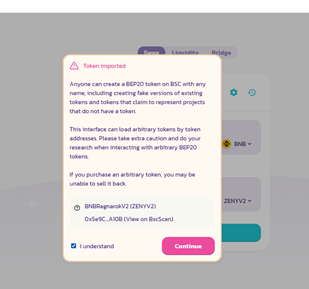 Swap Liquidity Bridge
Token imported
Anyone can create a BEP20 token on BSC with any
name, including creating fake versions of existing
tokens and tokens that claim to represent projects
that do not have a token.
This interface can load arbitrary tokens by token
addresses. Please take extra caution and do your
research when interacting with arbitrary BEP20
tokens.
If you purchase an arbitrary token, you may be
unable to sell it back.
BNB
ZENYV2
BNBRagnarokV2 (ZENYV2)
0x5e9C...A10B (View on BscScan)
I understand
Continue